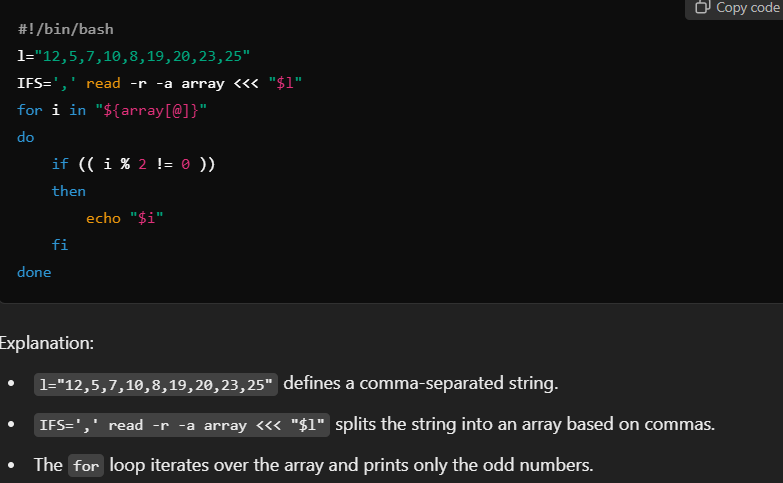 Copy code
#!/bin/bash
l="12,5,7,10,8,19,20,23,25"
IFS=',' read -r -a array <<< "$l"
for i in "${array[@]}"
do
    if (( i % 2 != 0 ))
    then
        echo "$i"
    fi
done
Explanation:
• l="12,5,7,10,8,19,20,23,25" defines a comma-separated string.
• IFS=',' read -r -a array <<< "$l" splits the string into an array based on commas.
• The for loop iterates over the array and prints only the odd numbers.